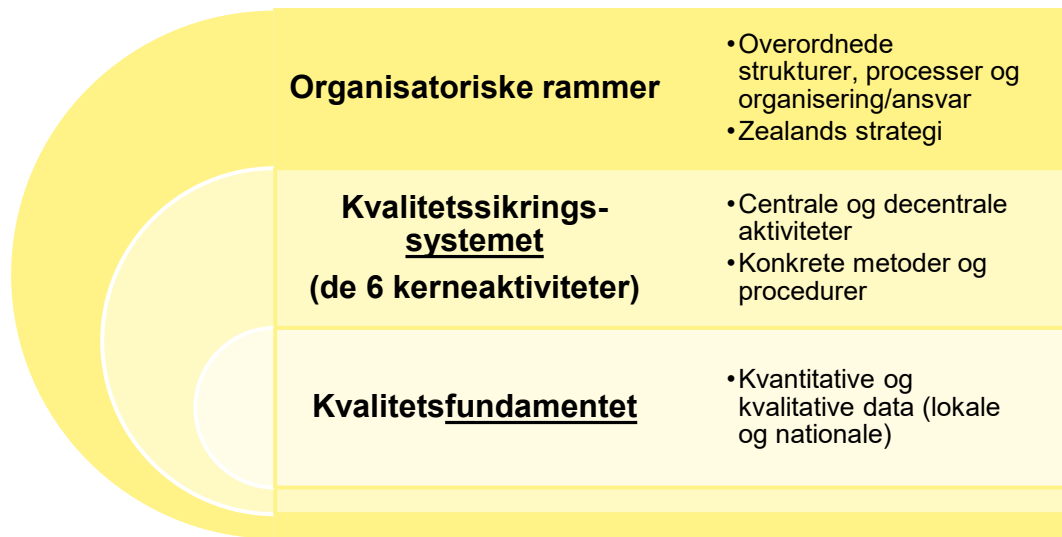 Organisatoriske rammer
•Overordnede
strukturer, processer og
organisering/ansvar
•Zealands strategi
Kvalitetssikrings-
systemet
(de 6 kerneaktiviteter)
•Centrale og decentrale
aktiviteter
•Konkrete metoder og
procedurer
Kvalitetsfundamentet
•Kvantitative og
kvalitative data (lokale
og nationale)